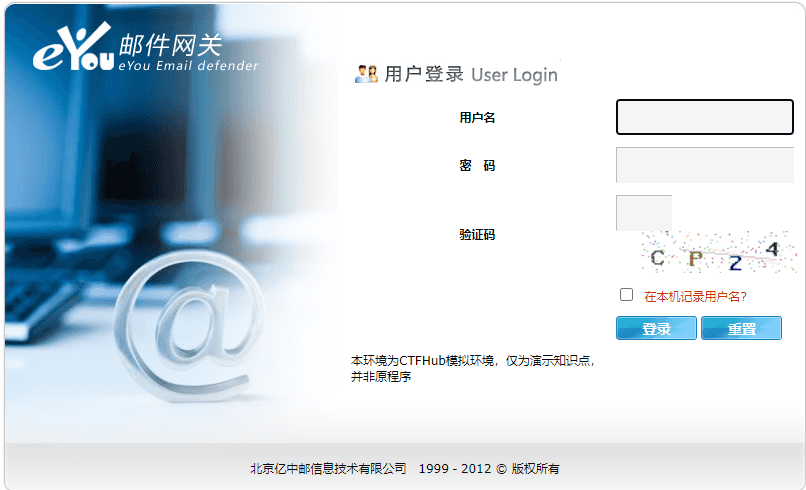 eYou 邮件网关
eYou Email defender
用户登录 User Login
用户名
密 码
验证码
C P 2 4
在本机记录用户名?
登录 重置
本环境为CTFHub模拟环境，仅为演示知识点，
并非原程序
北京亿中邮信息技术有限公司 1999 - 2012 © 版权所有